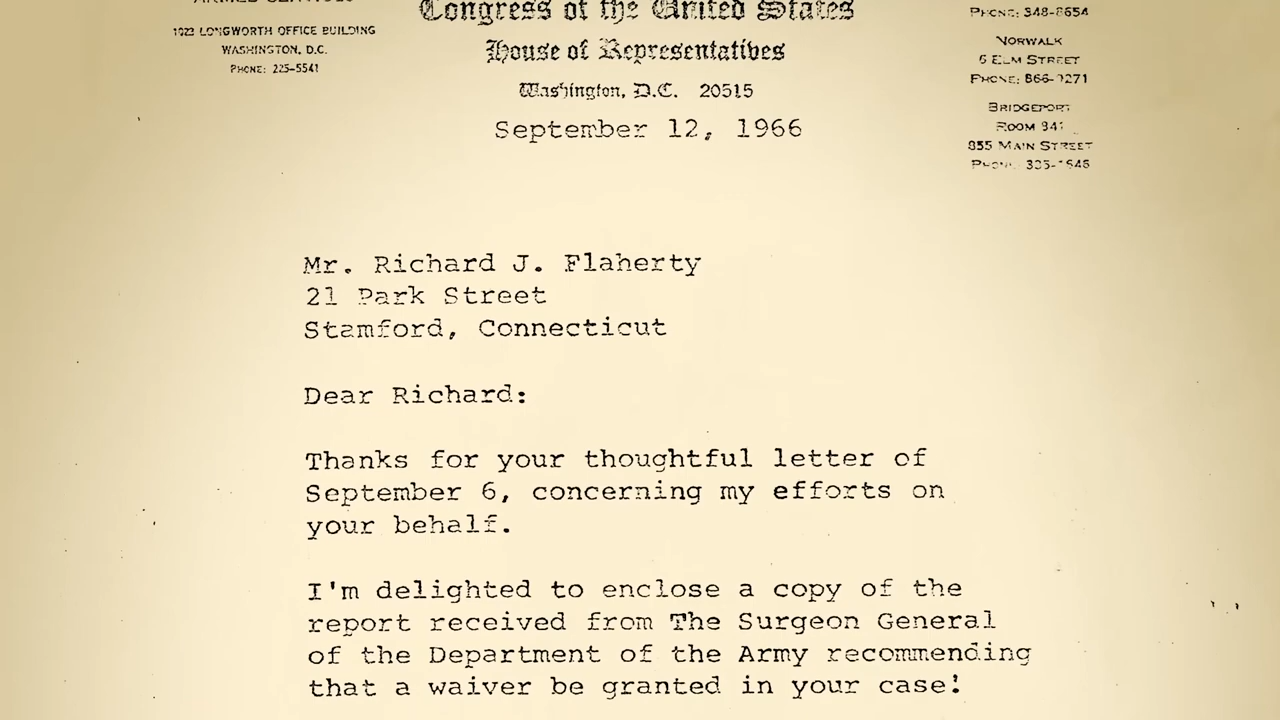 ARMED SERVICES
1023 LONGWORTH OFFICE BUILDING
WASHINGTON, D.C.
PHONE: 225-5541
Congress of the United States
House of Representatives
Washington, D.C. 20515
September 12, 1966
PHONE: 348-8654
NORWALK
6 ELM STREET
PHONE:
BRIDGEPORT
ROOM
855 MAIN STREET
Mr. Richard J. Flaherty
21 Park Street
Stamford, Connecticut
Dear Richard:
Thanks for your thoughtful letter of
September 6, concerning my efforts on
your behalf.
I'm delighted to enclose a copy of the
report received from The Surgeon General
of the Department of the Army recommending
that a waiver be granted in your case!